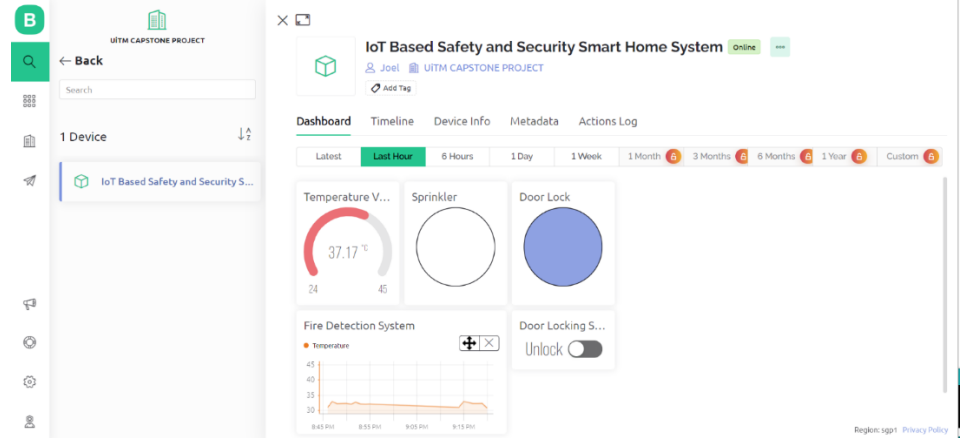 B
UiTM CAPSTONE PROJECT
← Back
Search
1 Device
A
Z
IoT Based Safety and Security S...
IoT Based Safety and Security Smart Home System
Online
Joel
UiTM CAPSTONE PROJECT
Add Tag
Dashboard Timeline Device Info Metadata Actions Log
Latest Last Hour 6 Hours 1 Day 1 Week 1 Month 3 Months 6 Months 1 Year Custom
Temperature V...
37.17 °C
24 45
Sprinkler
Door Lock
Fire Detection System
Temperature
45
40
35
30
8:45 PM 8:55 PM 9:05 PM 9:15 PM
Door Locking S...
Unlock
Region: sgp1 Privacy Policy